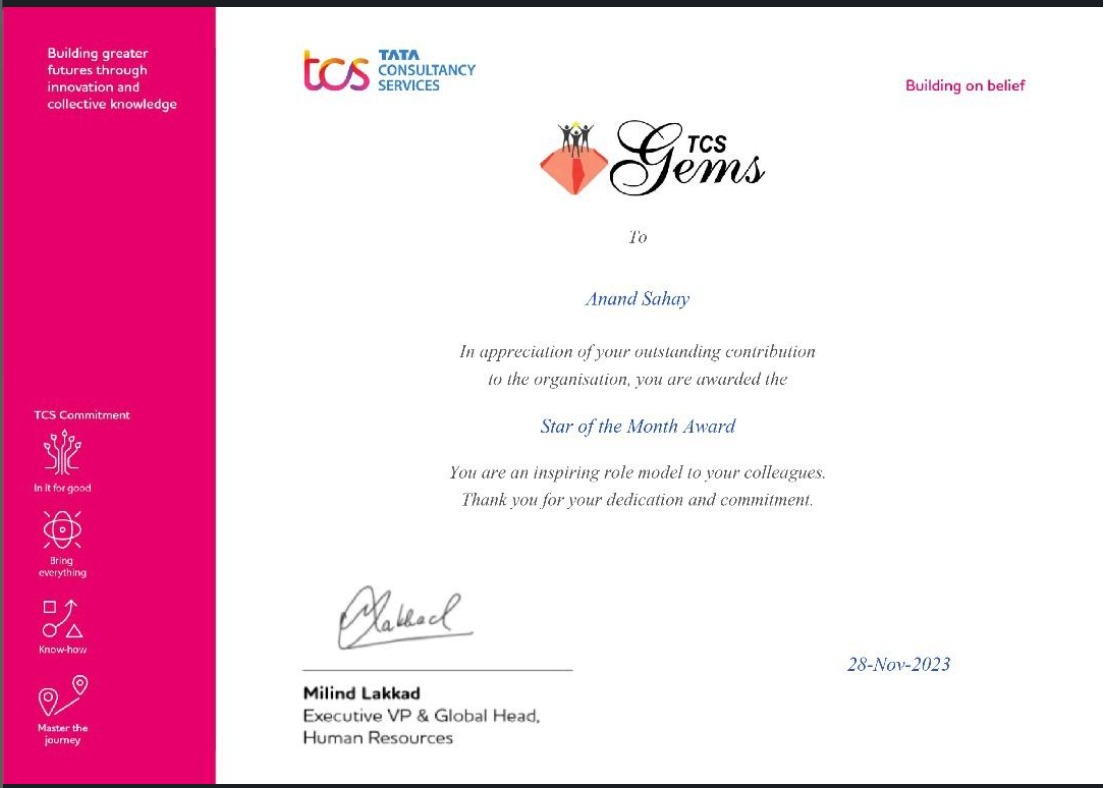 Building greater
futures through
innovation and
collective knowledge
tcs TATA
CONSULTANCY
SERVICES
Building on belief
TCS
Gems
To
Anand Sahay
In appreciation of your outstanding contribution
to the organisation, you are awarded the
Star of the Month Award
You are an inspiring role model to your colleagues.
Thank you for your dedication and commitment.
TCS Commitment
In it for good
Bring
everything
Know-how
Master the
journey
Lakkad
28-Nov-2023
Milind Lakkad
Executive VP & Global Head,
Human Resources